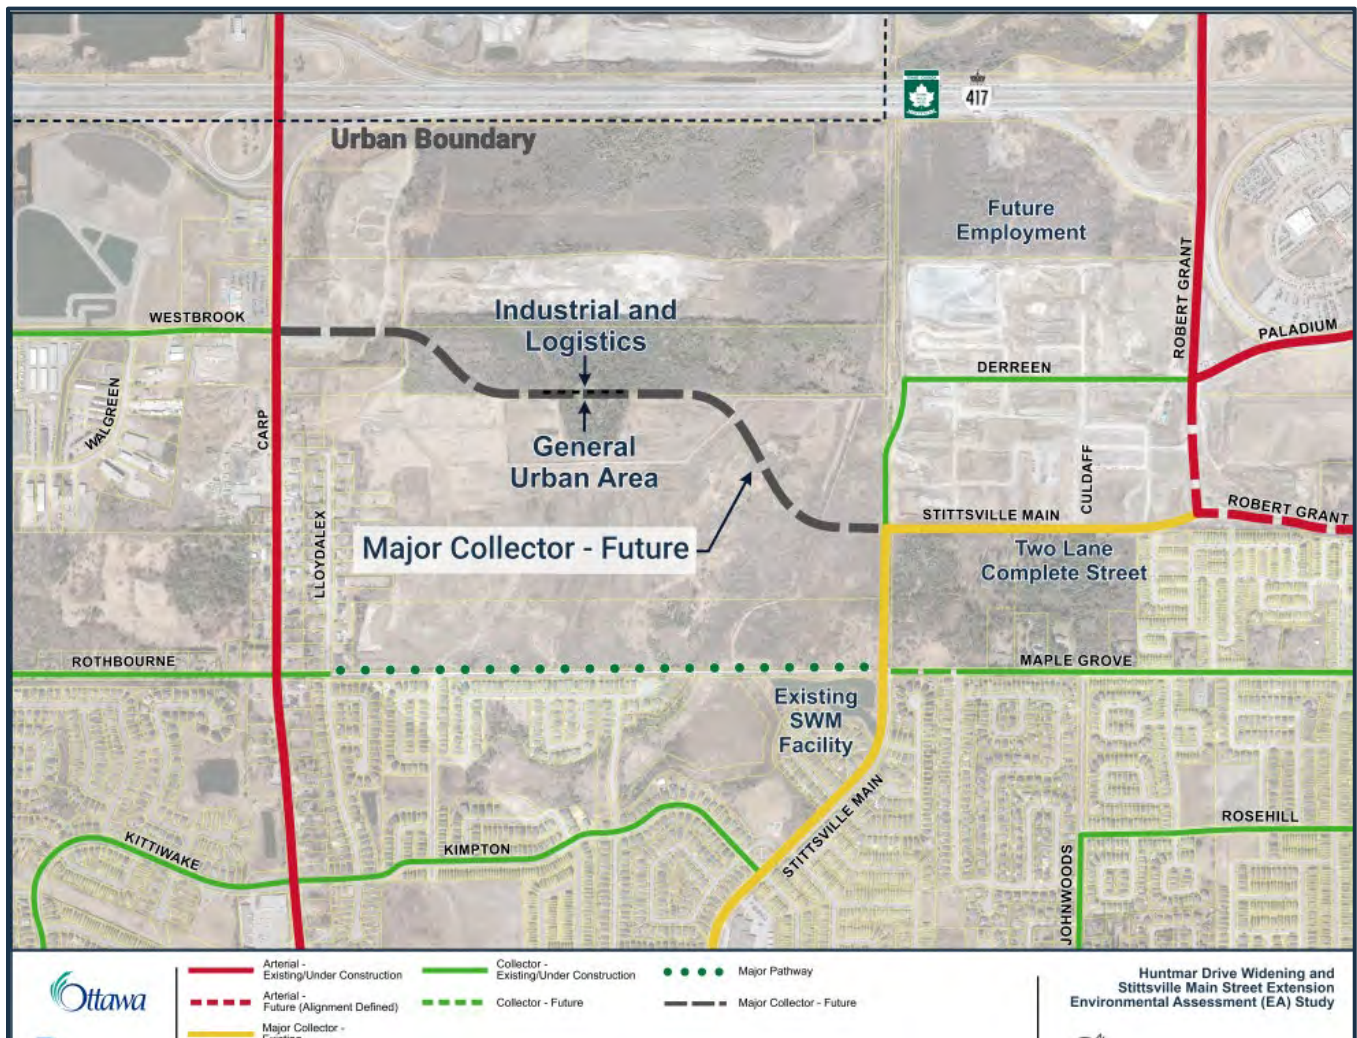 417
Urban Boundary
Future
Employment
ROBERT GRANT
PALADIUM
WESTBROOK
Industrial and
Logistics
DERREEN
WALGREEN
CARP
General
Urban Area
CULDAFF
ROBERT GRANT
STITTSVILLE MAIN
LLOYDALEX
Major Collector - Future
Two Lane
Complete Street
ROTHBOURNE
MAPLE GROVE
Existing
SWM
Facility
STITTSVILLE MAIN
ROSEHILL
KITTIWAKE
KIMPTON
JOHNWOODS
Ottawa
Arterial -
Existing/Under Construction
Arterial -
Future (Alignment Defined)
Major Collector -
Existing
Collector -
Existing/Under Construction
Collector - Future
Major Pathway
Major Collector - Future
Huntmar Drive Widening and
Stittsville Main Street Extension
Environmental Assessment (EA) Study